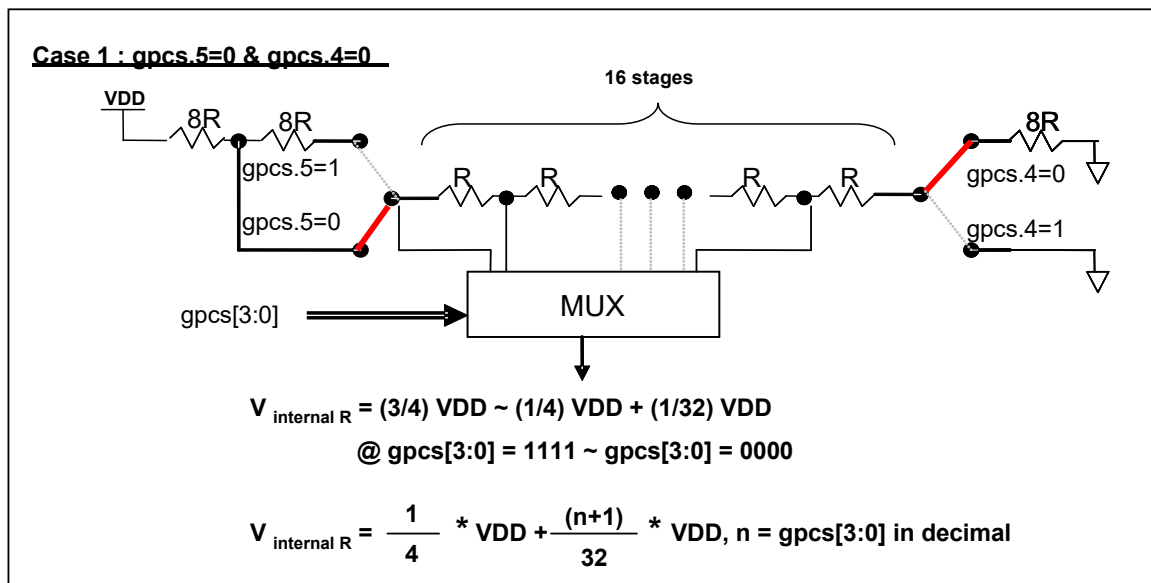 Case 1 : gpcs.5=0 & gpcs.4=0
16 stages
VDD
8R 8R 8R
gpcs.5=1
R R R R
gpcs.4=0
gpcs.5=0
gpcs.4=1
gpcs[3:0]
MUX
V internal R = (3/4) VDD ~ (1/4) VDD + (1/32) VDD
@ gpcs[3:0] = 1111 ~ gpcs[3:0] = 0000
V internal R = 1/4 * VDD + (n+1)/32 * VDD, n = gpcs[3:0] in decimal